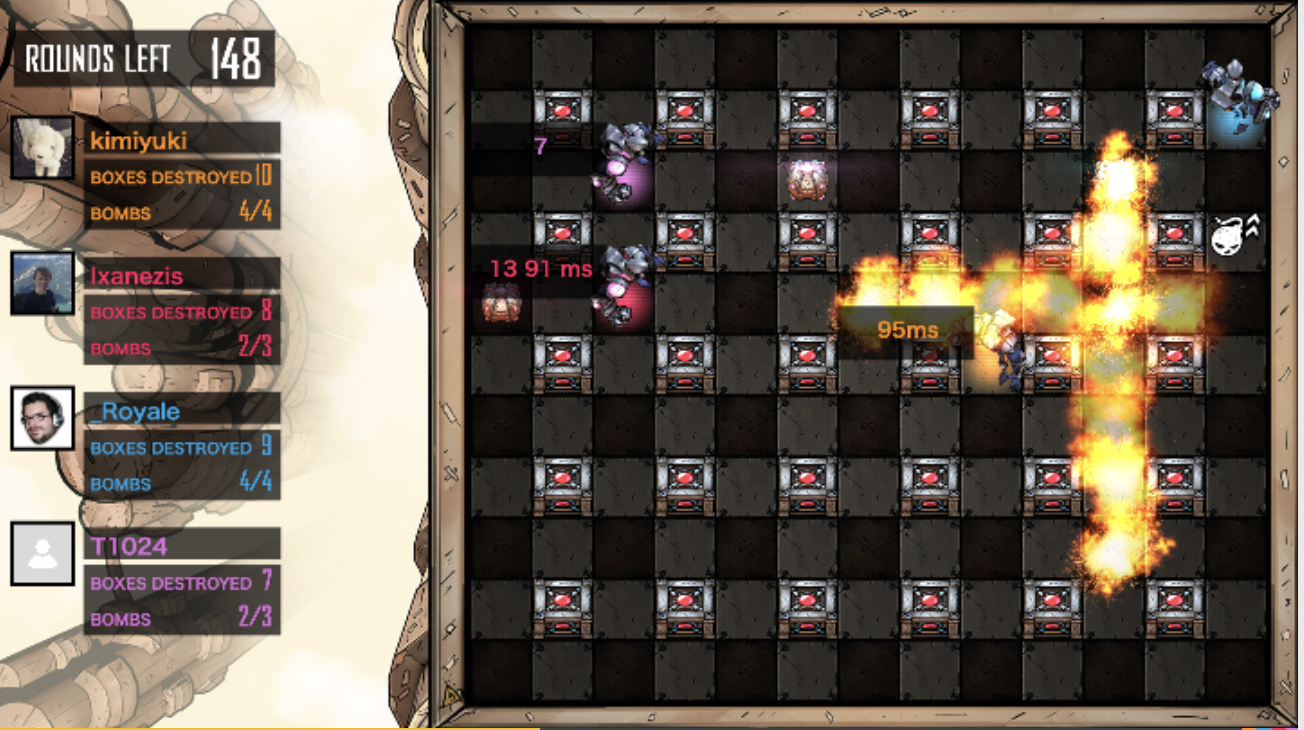 ROUNDS LEFT 148
kimiyuki
BOXES DESTROYED 10
BOMBS 4/4
lxanezis
BOXES DESTROYED 8
BOMBS 2/3
_Royale
BOXES DESTROYED 9
BOMBS 4/4
T1024
BOXES DESTROYED 7
BOMBS 2/3
7
13 91 ms
95ms